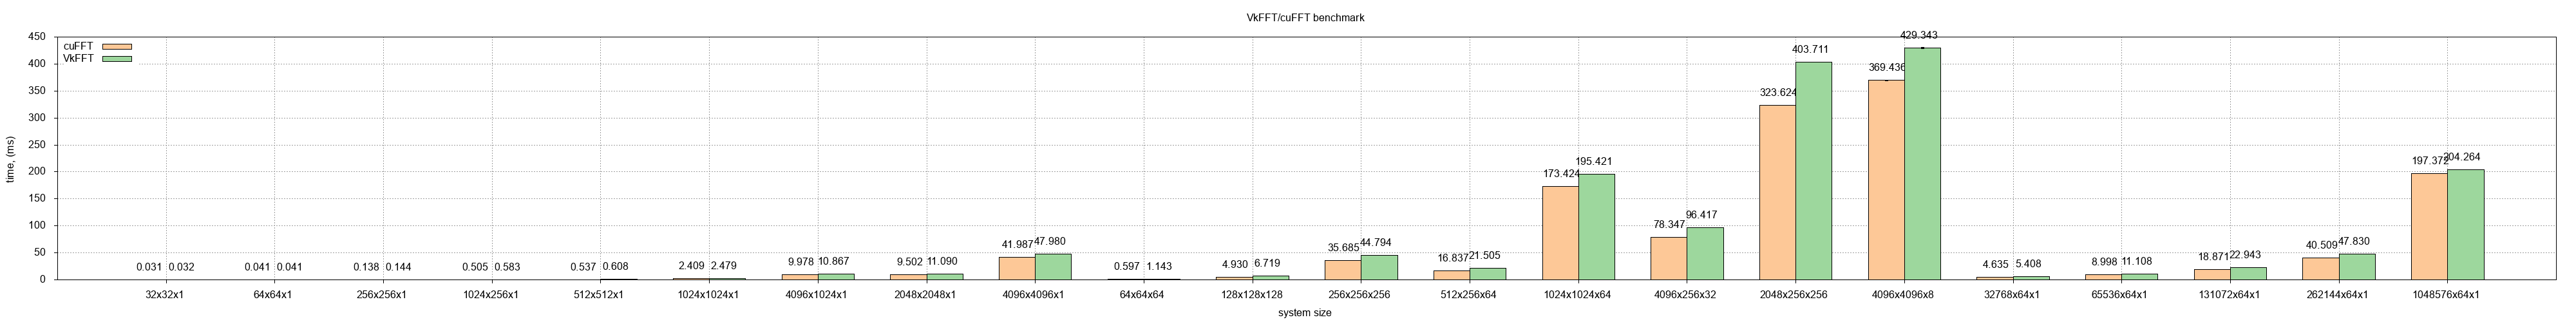 VkFFT/cuFFT benchmark
cuFFT
VkFFT
time, (ms)
450
400
350
300
250
200
150
100
50
0
0.031 0.032
0.041 0.041
0.138 0.144
0.505 0.583
0.537 0.608
2.409 2.479
9.978 10.867
9.502 11.090
41.987 47.980
0.597 1.143
4.930 6.719
35.685 44.794
16.837 21.505
173.424 195.421
78.347 96.417
323.624 403.711
369.436 429.343
4.635 5.408
8.998 11.108
18.871 22.943
40.509 47.830
197.372 204.264
32x32x1
64x64x1
256x256x1
1024x256x1
512x512x1
1024x1024x1
4096x1024x1
2048x2048x1
4096x4096x1
64x64x64
128x128x128
256x256x256
512x256x64
1024x1024x64
4096x256x32
2048x256x256
4096x4096x8
32768x64x1
65536x64x1
131072x64x1
262144x64x1
1048576x64x1
system size